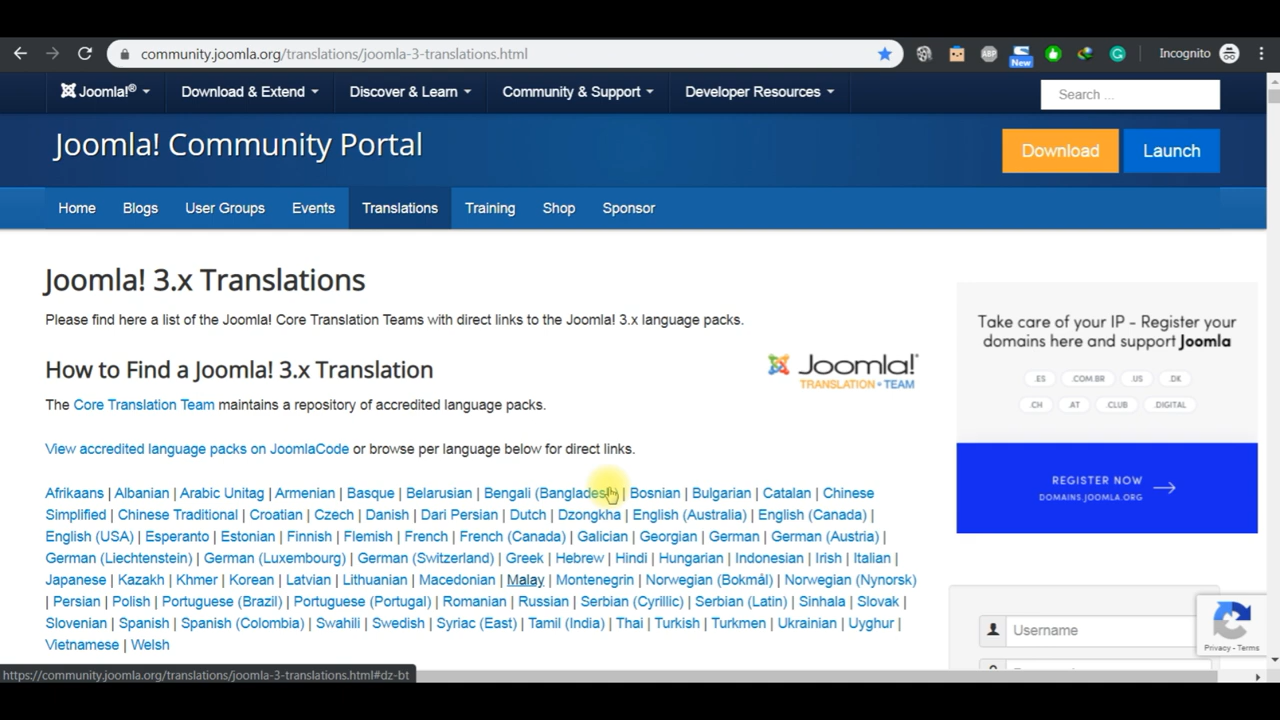 community.joomla.org/translations/joomla-3-translations.html
ABP
New
Incognito
Joomla!®
Download & Extend
Discover & Learn
Community & Support
Developer Resources
Search ...
Joomla! Community Portal
Download
Launch
Home
Blogs
User Groups
Events
Translations
Training
Shop
Sponsor
Joomla! 3.x Translations
Please find here a list of the Joomla! Core Translation Teams with direct links to the Joomla! 3.x language packs.
How to Find a Joomla! 3.x Translation
Joomla!®
TRANSLATION TEAM
The Core Translation Team maintains a repository of accredited language packs.
View accredited language packs on JoomlaCode or browse per language below for direct links.
Afrikaans | Albanian | Arabic Unitag | Armenian | Basque | Belarusian | Bengali (Bangladesh) | Bosnian | Bulgarian | Catalan | Chinese
Simplified | Chinese Traditional | Croatian | Czech | Danish | Dari Persian | Dutch | Dzongkha | English (Australia) | English (Canada) |
English (USA) | Esperanto | Estonian | Finnish | Flemish | French | French (Canada) | Galician | Georgian | German | German (Austria) |
German (Liechtenstein) | German (Luxembourg) | German (Switzerland) | Greek | Hebrew | Hindi | Hungarian | Indonesian | Irish | Italian |
Japanese | Kazakh | Khmer | Korean | Latvian | Lithuanian | Macedonian | Malay | Montenegrin | Norwegian (Bokmål) | Norwegian (Nynorsk)
| Persian | Polish | Portuguese (Brazil) | Portuguese (Portugal) | Romanian | Russian | Serbian (Cyrillic) | Serbian (Latin) | Sinhala | Slovak |
Slovenian | Spanish | Spanish (Colombia) | Swahili | Swedish | Syriac (East) | Tamil (India) | Thai | Turkish | Turkmen | Ukrainian | Uyghur |
Vietnamese | Welsh
Take care of your IP - Register your
domains here and support Joomla
.ES .COM.BR .US .DK
.CH .AT .CLUB .DIGITAL
REGISTER NOW
DOMAINS.JOOMLA.ORG
Username
Privacy - Terms
https://community.joomla.org/translations/joomla-3-translations.html#dz-bt